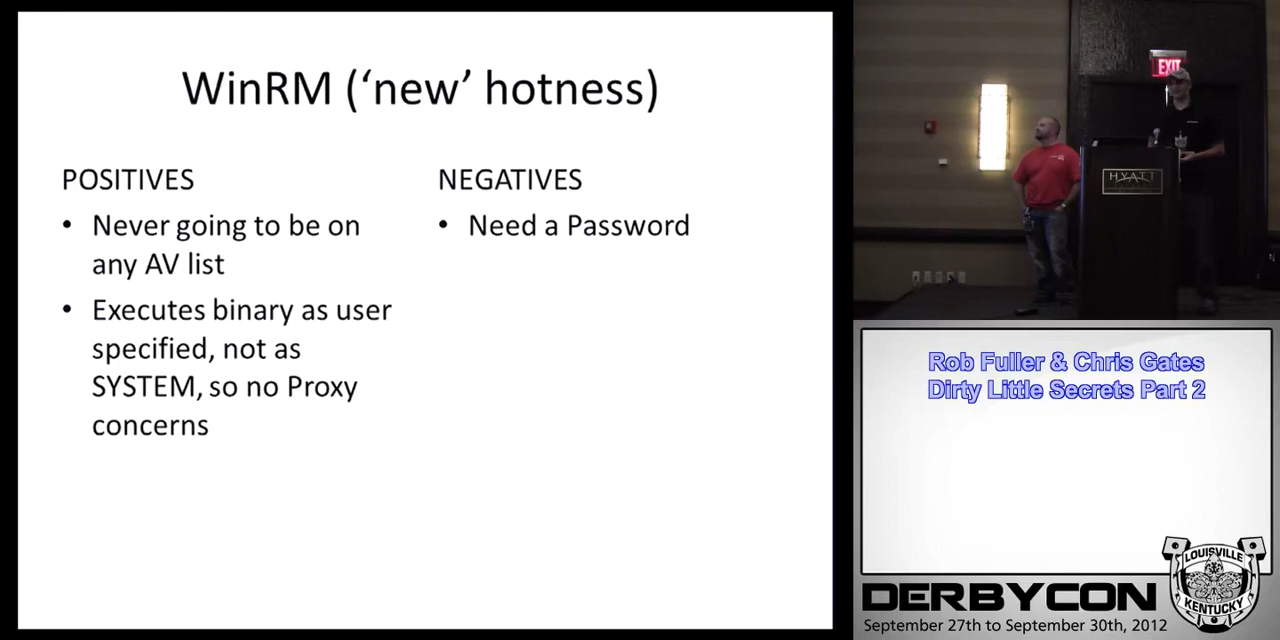 WinRM (‘new’ hotness)
POSITIVES
• Never going to be on
any AV list
• Executes binary as user
specified, not as
SYSTEM, so no Proxy
concerns
NEGATIVES
• Need a Password
EXIT
HYATT
Rob Fuller & Chris Gates
Dirty Little Secrets Part 2
LOUISVILLE
KENTUCKY
DERBYCON
September 27th to September 30th, 2012